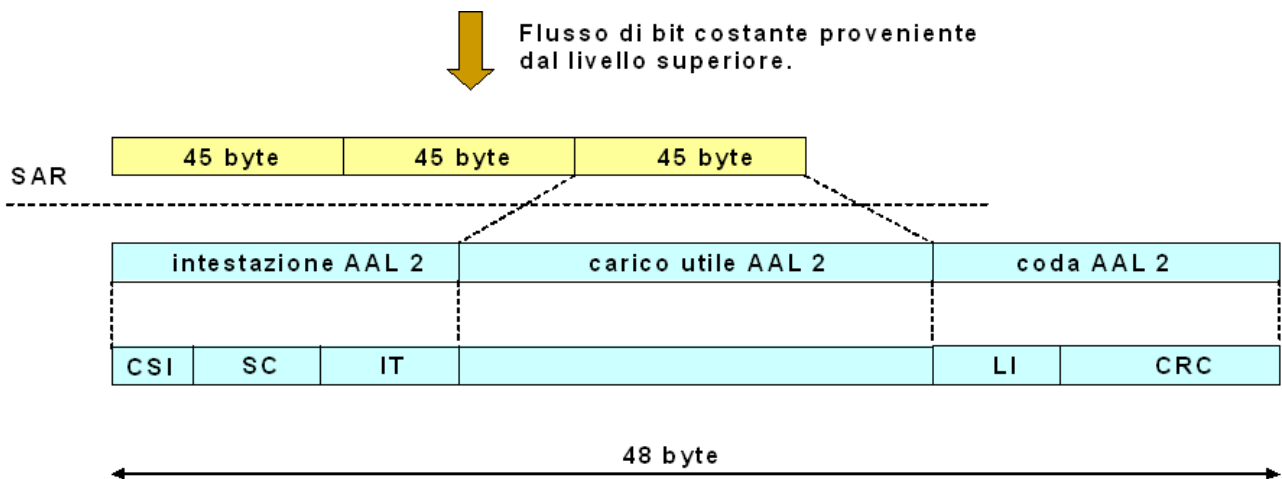 Flusso di bit costante proveniente
dal livello superiore.
45 byte 45 byte 45 byte
SAR
intestazione AAL 2 carico utile AAL 2 coda AAL 2
CSI SC IT LI CRC
48 byte